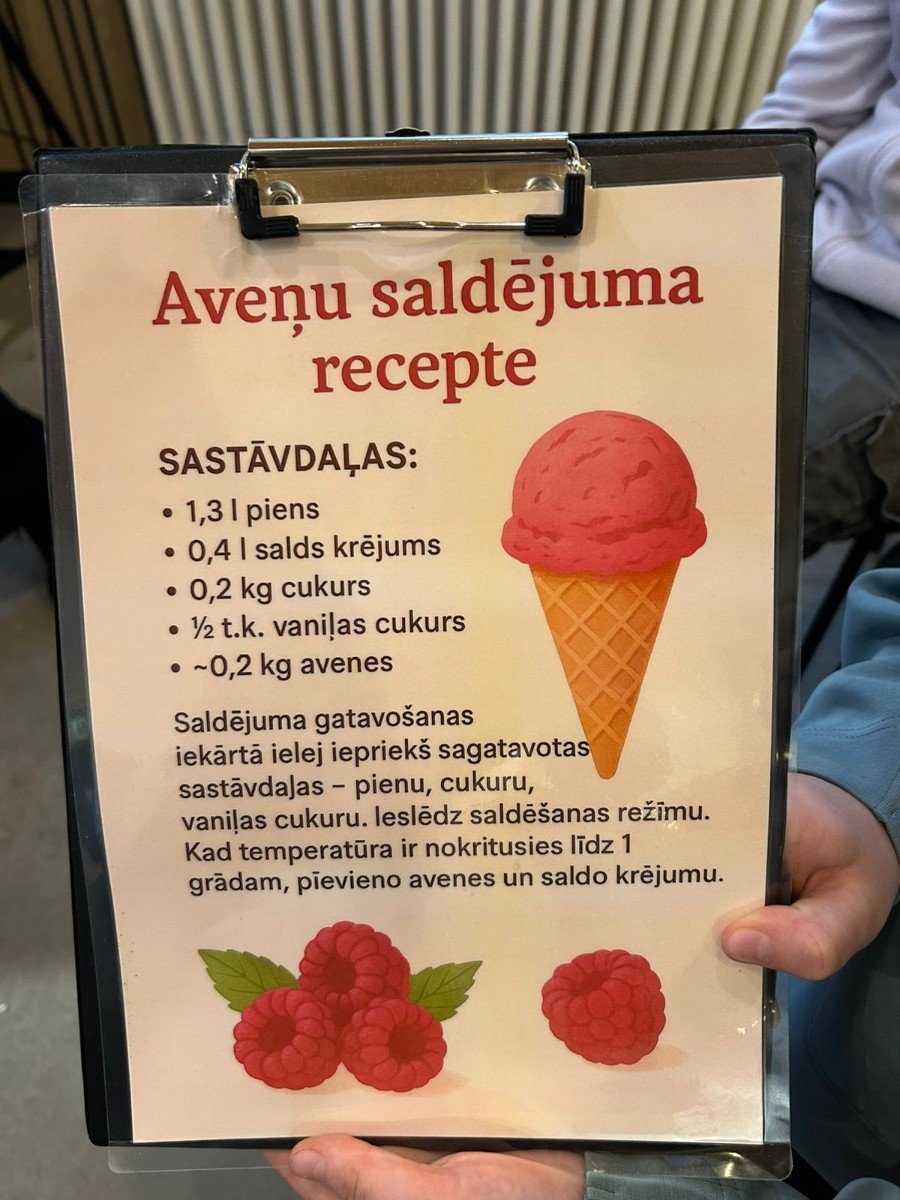 Aveņu saldējuma
recepte
SASTĀVDAĻAS:
• 1,3 l piens
• 0,4 l salds krējums
• 0,2 kg cukurs
• ½ t.k. vaniļas cukurs
• ~0,2 kg avenes
Saldējuma gatavošanas
iekārtā ielej iepriekš sagatavotas
sastāvdaļas – pienu, cukuru,
vaniļas cukuru. Ieslēdz saldēšanas režīmu.
Kad temperatūra ir nokritusies līdz 1
grādam, pīevieno avenes un saldo krējumu.